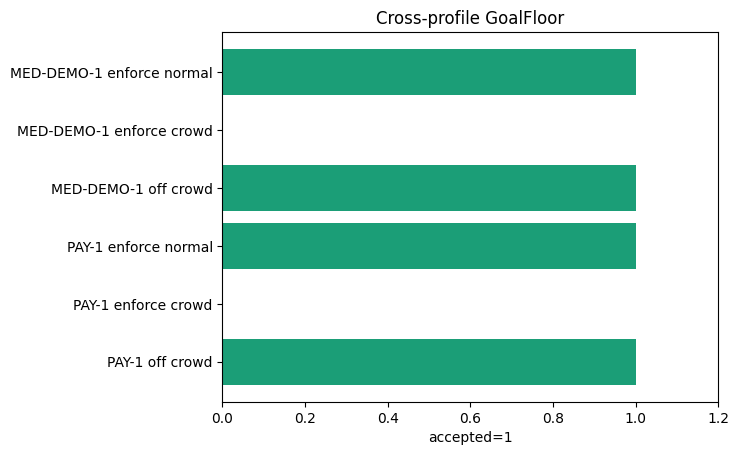 Cross-profile GoalFloor
MED-DEMO-1 enforce normal
MED-DEMO-1 enforce crowd
MED-DEMO-1 off crowd
PAY-1 enforce normal
PAY-1 enforce crowd
PAY-1 off crowd
0.0 0.2 0.4 0.6 0.8 1.0 1.2
accepted=1